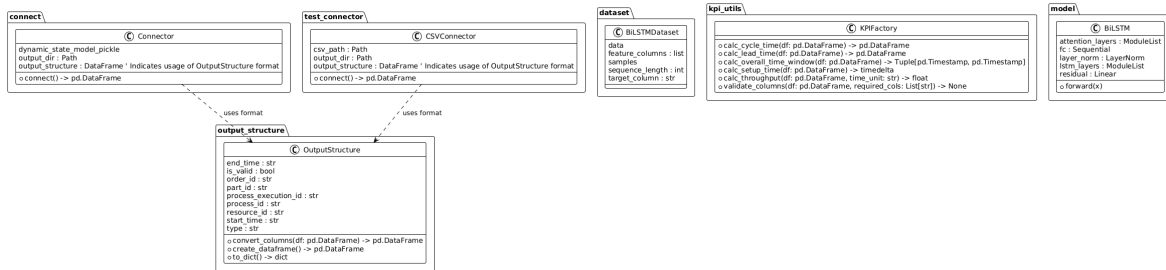 connect
C Connector
dynamic_state_model_pickle
output_dir : Path
output_structure : DataFrame ' Indicates usage of OutputStructure format
connect() -> pd.DataFrame
test_connector
C CSVConnector
csv_path : Path
output_dir : Path
output_structure : DataFrame ' Indicates usage of OutputStructure format
connect() -> pd.DataFrame
dataset
C BiLSTMDataset
data
feature_columns : list
samples
sequence_length : int
target_column : str
kpi_utils
C KPIFactory
calc_cycle_time(df: pd.DataFrame) -> pd.DataFrame
calc_lead_time(df: pd.DataFrame) -> pd.DataFrame
calc_overall_time_window(df: pd.DataFrame) -> Tuple[pd.Timestamp, pd.Timestamp]
calc_setup_time(df: pd.DataFrame) -> timedelta
calc_throughput(df: pd.DataFrame, time_unit: str) -> float
validate_columns(df: pd.DataFrame, required_cols: List[str]) -> None
model
C BiLSTM
attention_layers : ModuleList
fc : Sequential
layer_norm : LayerNorm
lstm_layers : ModuleList
residual : Linear
forward(x)
uses format
uses format
output_structure
C OutputStructure
end_time : str
is_valid : bool
order_id : str
part_id : str
process_execution_id : str
process_id : str
resource_id : str
start_time : str
type : str
convert_columns(df: pd.DataFrame) -> pd.DataFrame
create_dataframe() -> pd.DataFrame
to_dict() -> dict